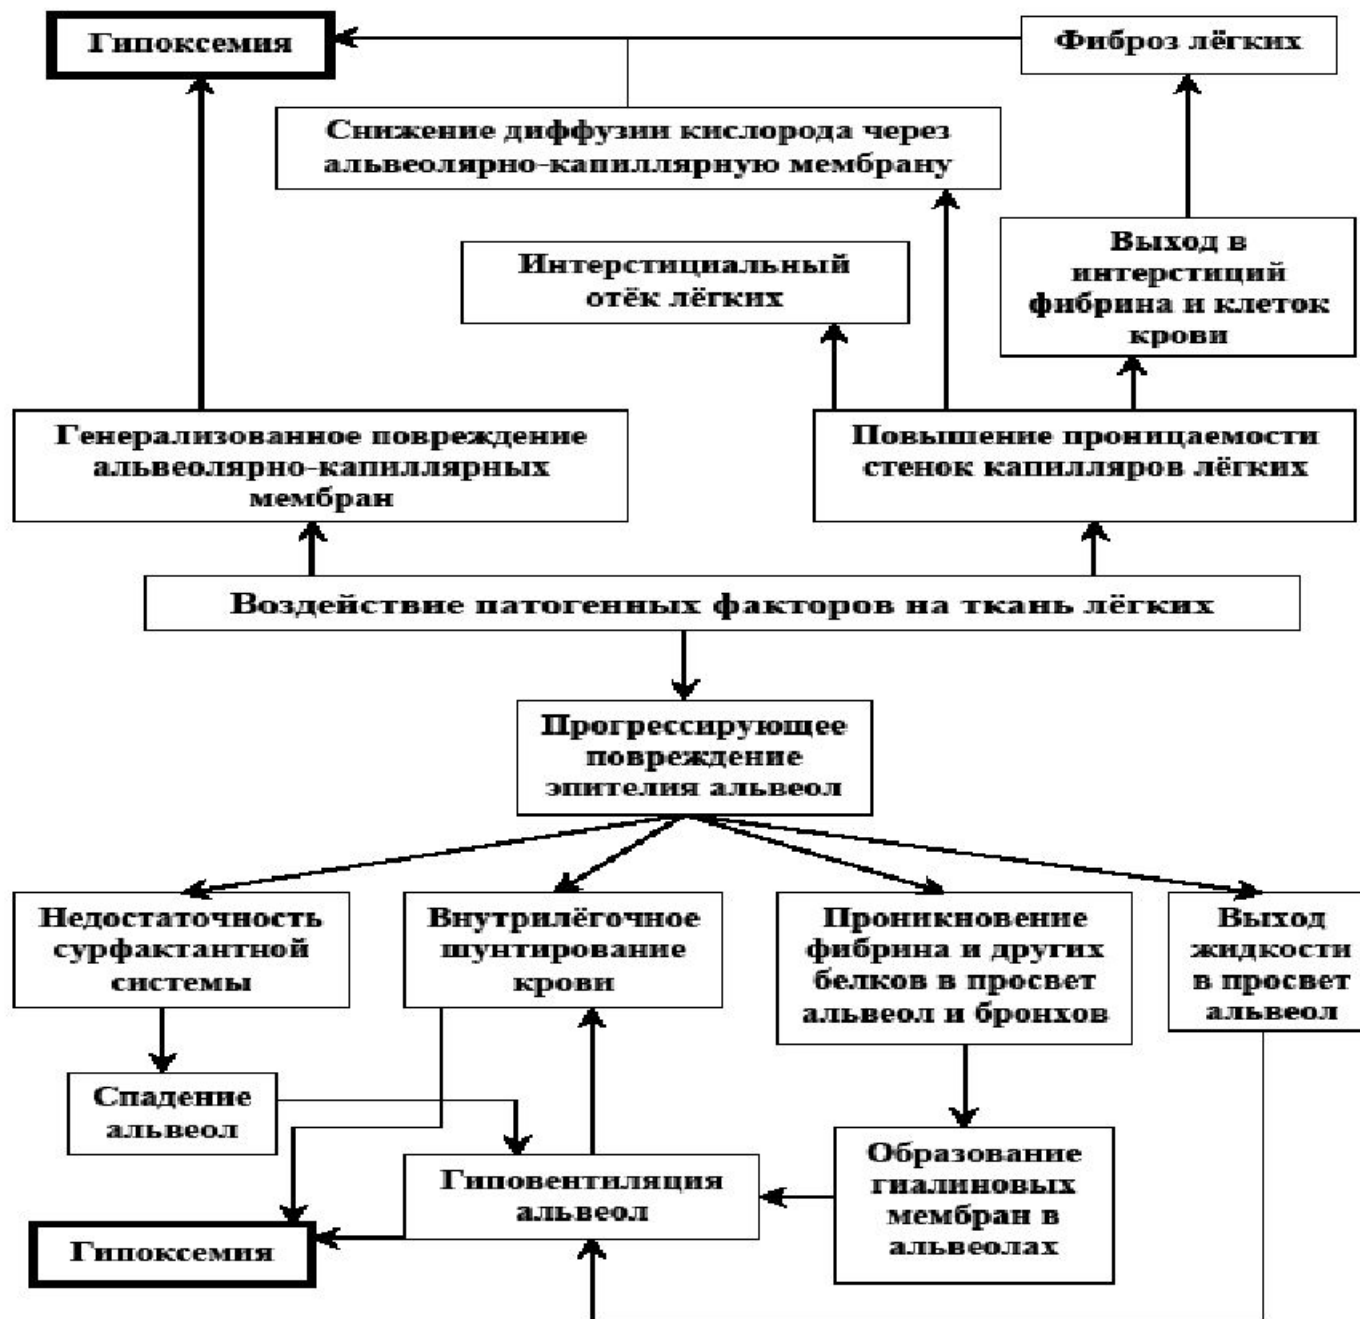 Гипоксемия
Фиброз лёгких
Снижение диффузии кислорода через
альвеолярно-капиллярную мембрану
Интерстициальный
отёк лёгких
Выход в
интерстиций
фибрина и клеток
крови
Генерализованное повреждение
альвеолярно-капиллярных
мембран
Повышение проницаемости
стенок капилляров лёгких
Воздействие патогенных факторов на ткань лёгких
Прогрессирующее
повреждение
эпителия альвеол
Недостаточность
сурфактантной
системы
Внутрилёгочное
шунтирование
крови
Проникновение
фибрина и других
белков в просвет
альвеол и бронхов
Выход
жидкости
в просвет
альвеол
Спадение
альвеол
Гиповентиляция
альвеол
Образование
гиалиновых
мембран в
альвеолах
Гипоксемия